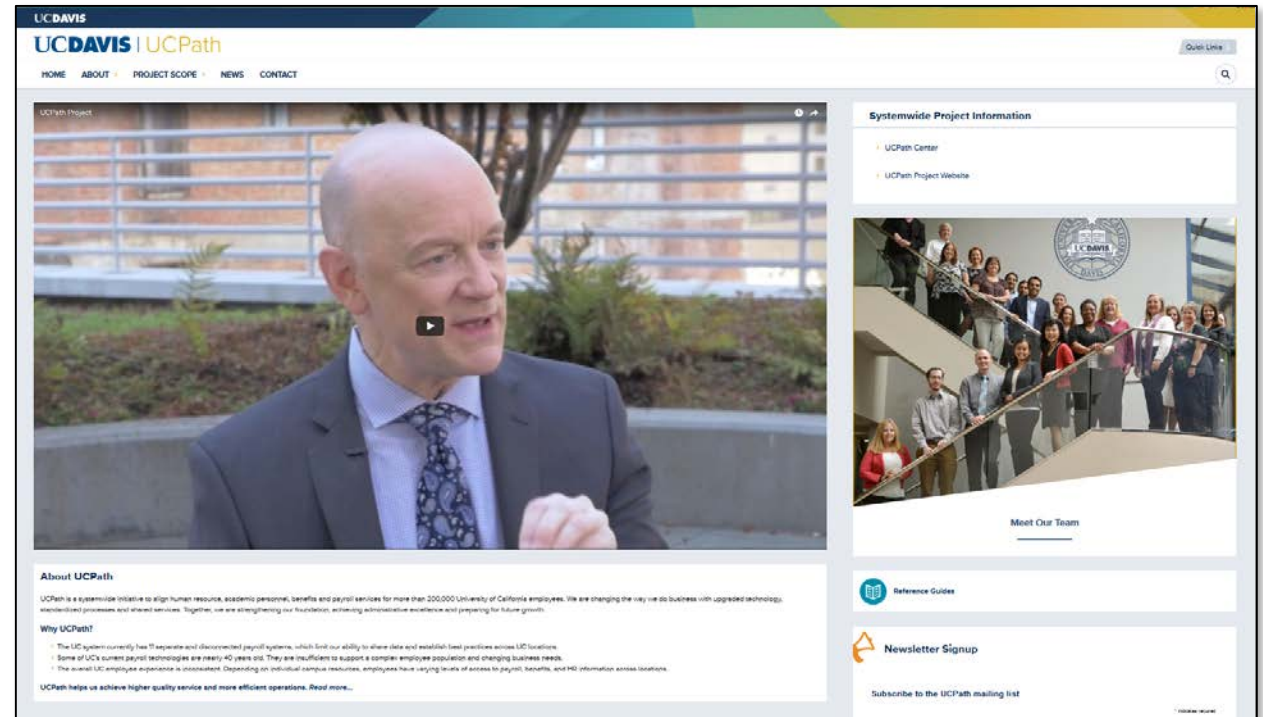 UCDAVIS
UCDAVIS | UCPath
Quick Links
HOME ABOUT PROJECT SCOPE NEWS CONTACT
UCPath Project
About UCPath
UCPath is a systemwide initiative to align human resource, academic personnel, benefits and payroll services for more than 200,000 University of California employees. We are changing the way we do business with upgraded technology,
standardized processes and shared services. Together, we are strengthening our foundation, achieving administrative excellence and preparing for future growth.
Why UCPath?
The UC system currently has 11 separate and disconnected payroll systems, which limit our ability to share data and establish best practices across UC locations.
Some of UC's current payroll technologies are nearly 40 years old. They are insufficient to support a complex employee population and changing business needs.
The overall UC employee experience is inconsistent. Depending on individual campus resources, employees have varying levels of access to payroll, benefits, and HR information across locations.
UCPath helps us achieve higher quality service and more efficient operations. Read more...
Systemwide Project Information
UCPath Center
UCPath Project Website
UCDAVIS
DAVIS
Meet Our Team
Reference Guides
Newsletter Signup
Subscribe to the UCPath mailing list
* indicates required